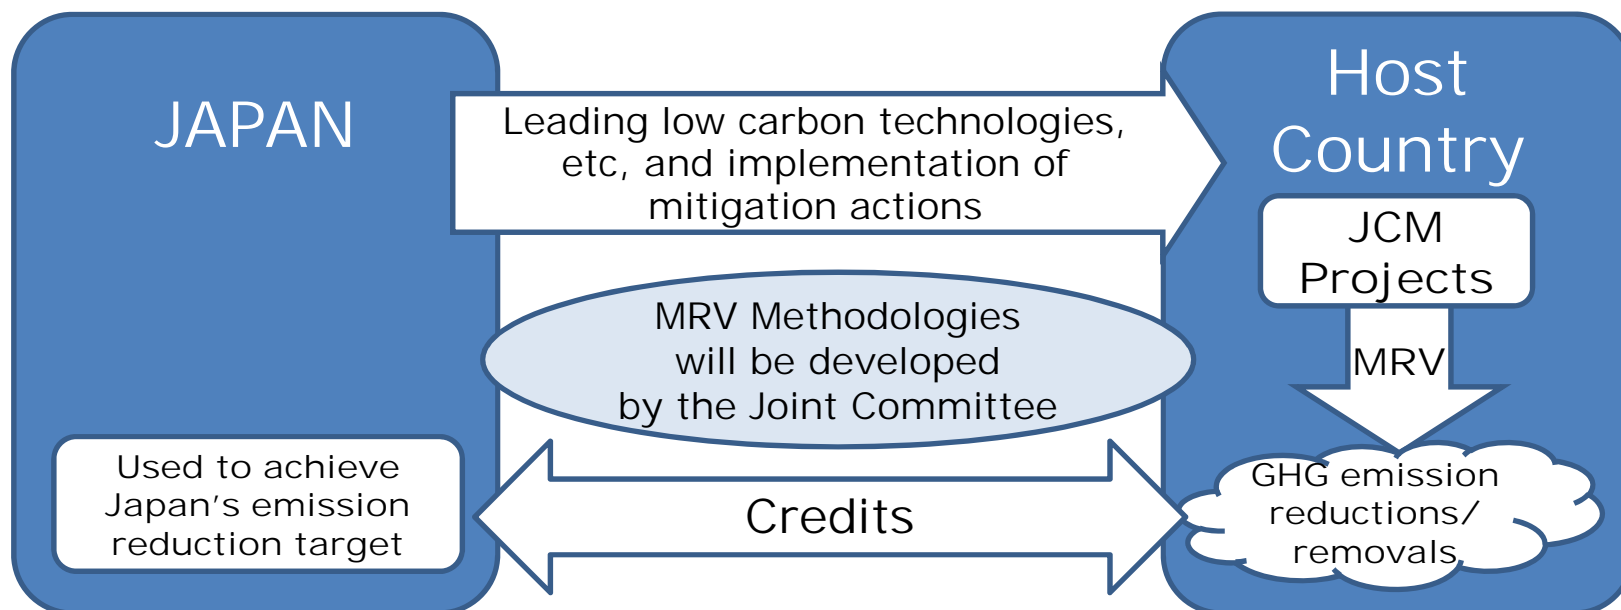 JAPAN
Leading low carbon technologies,
etc, and implementation of
mitigation actions
Host
Country
JCM
Projects
MRV Methodologies
will be developed
by the Joint Committee
MRV
Used to achieve
Japan’s emission
reduction target
Credits
GHG emission
reductions/
removals